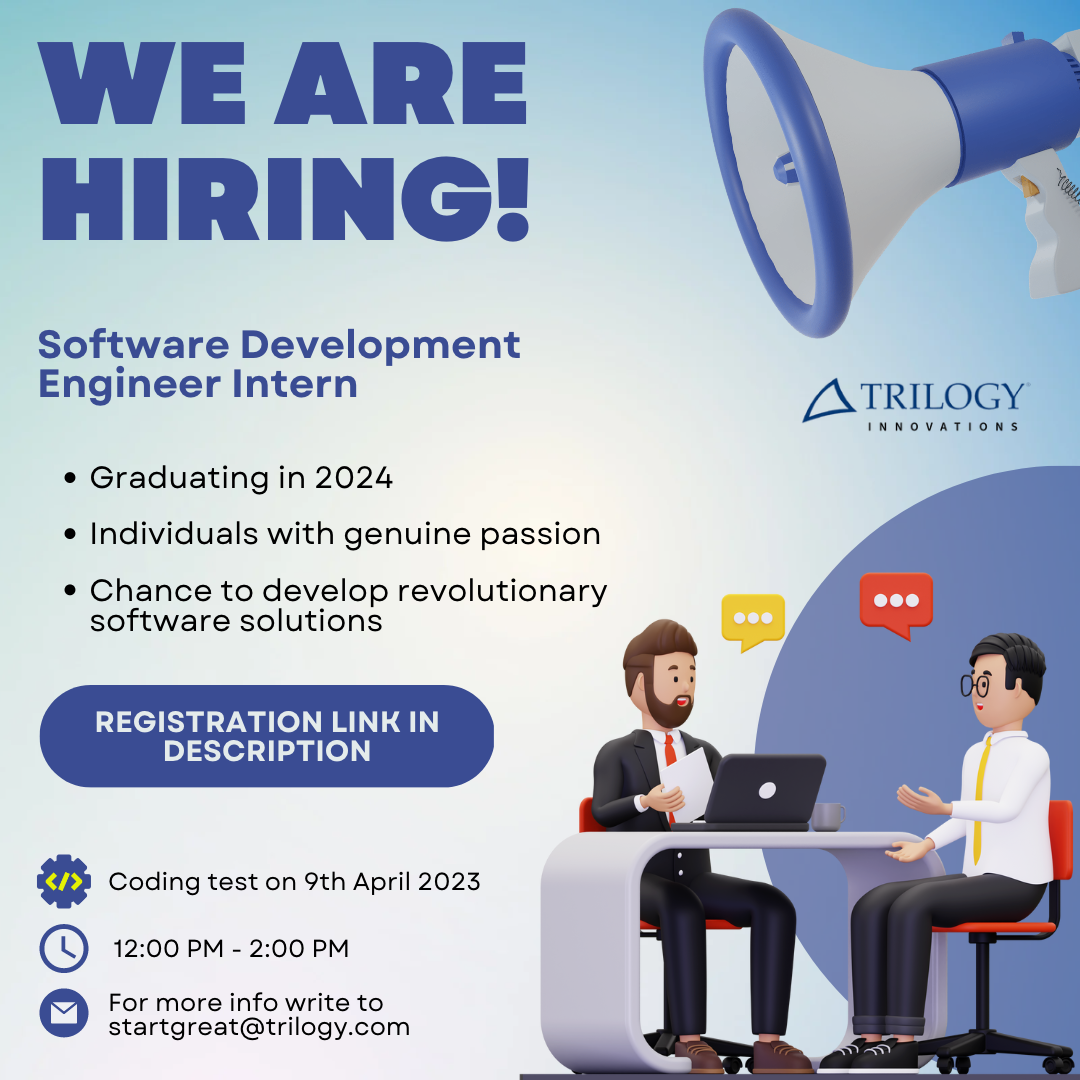 WE ARE
HIRING!
Software Development
Engineer Intern
TRILOGY®
INNOVATIONS
• Graduating in 2024
• Individuals with genuine passion
• Chance to develop revolutionary
software solutions
REGISTRATION LINK IN
DESCRIPTION
</> Coding test on 9th April 2023
12:00 PM - 2:00 PM
For more info write to
startgreat@trilogy.com